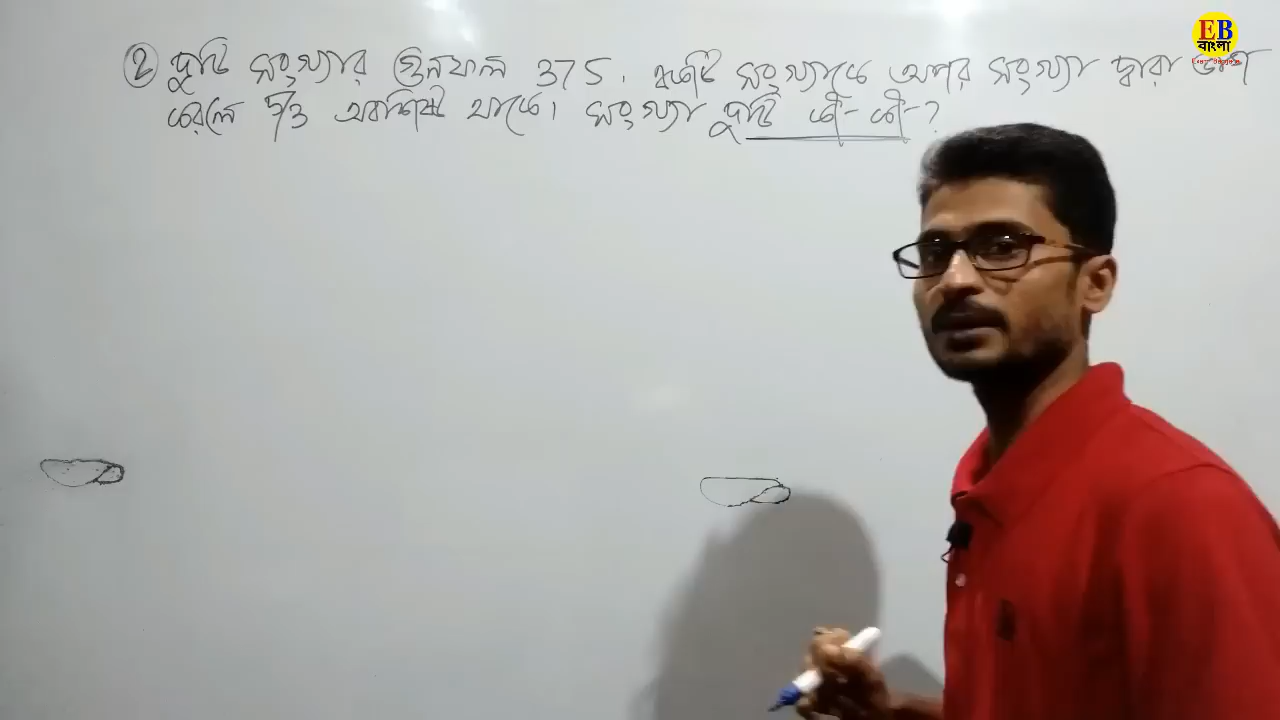 EB
বাংলা
② দুটি সংখ্যার গুনফল 375. একটি সংখ্যাকে অপর সংখ্যা দ্বারা ভাগ
করলে 5/3 অবশিষ্ট থাকে। সংখ্যা দুটি কী-কী-?